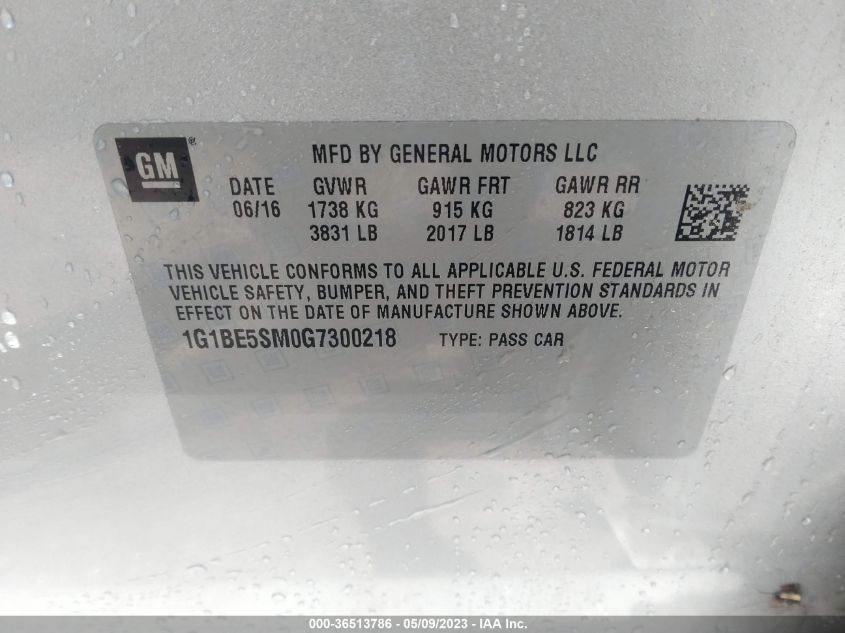 GM ®
MFD BY GENERAL MOTORS LLC
DATE GVWR GAWR FRT GAWR RR
06/16 1738 KG 915 KG 823 KG
3831 LB 2017 LB 1814 LB
THIS VEHICLE CONFORMS TO ALL APPLICABLE U.S. FEDERAL MOTOR
VEHICLE SAFETY, BUMPER, AND THEFT PREVENTION STANDARDS IN
EFFECT ON THE DATE OF MANUFACTURE SHOWN ABOVE.
1G1BE5SM0G7300218 TYPE: PASS CAR
000-36513786 - 05/09/2023 - IAA Inc.